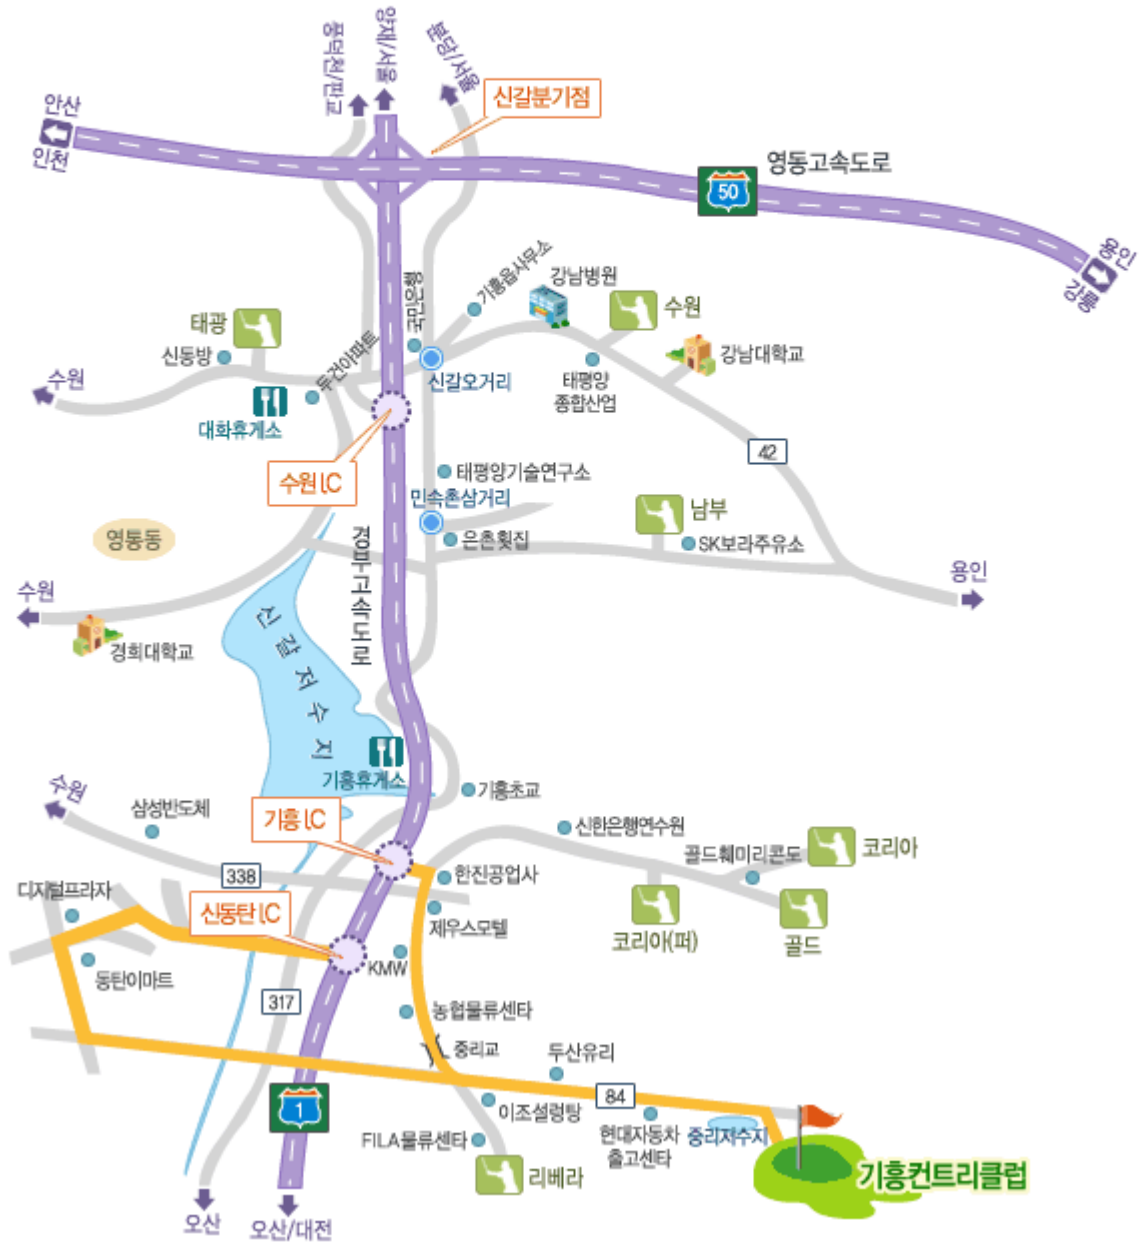 풍덕천/판교
양재/서울
분당/서울
신갈분기점
안산
인천
영동고속도로
50
용인
강릉
기흥읍사무소
강남병원
국민은행
수원
태광
신동방
두건아파트
강남대학교
수원
신갈오거리
태평양
종합산업
대화휴게소
42
수원 I.C
태평양기술연구소
민속촌삼거리
남부
영통동
은촌횟집
SK보라주유소
경부고속도로
용인
수원
신갈저수지
경희대학교
기흥휴게소
수원
기흥초교
삼성반도체
기흥 I.C
신한은행연수원
코리아
골드훼미리콘도
338
한진공업사
디지털프라자
신동탄 I.C
제우스모텔
코리아(퍼)
골드
KMW
동탄이마트
317
농협물류센타
중리교
두산유리
84
1
이조설렁탕
현대자동차
출고센타
중리저수지
FILA물류센타
리베라
기흥컨트리클럽
오산
오산/대전